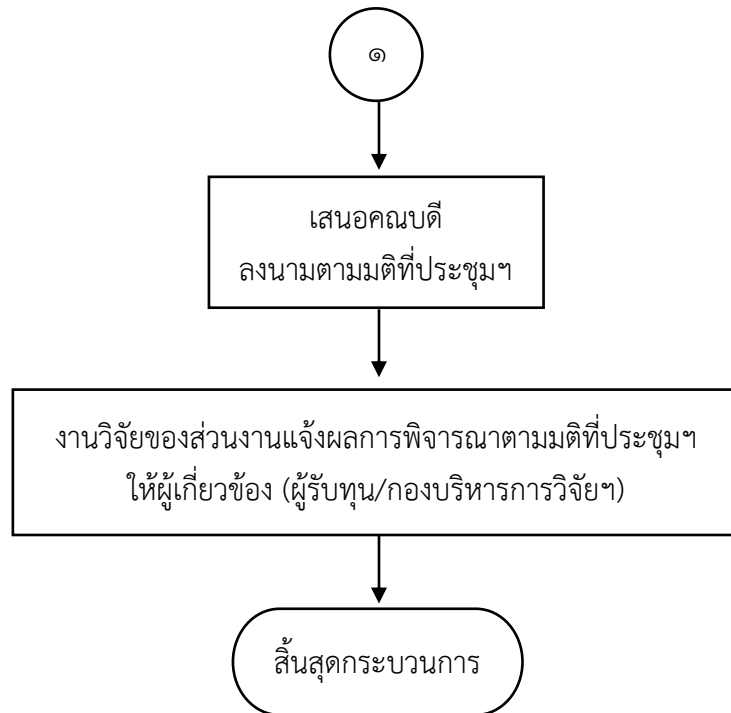 ๑
เสนอคณบดี
ลงนามตามมติที่ประชุมฯ
งานวิจัยของส่วนงานแจ้งผลการพิจารณาตามมติที่ประชุมฯ
ให้ผู้เกี่ยวข้อง (ผู้รับทุน/กองบริหารการวิจัยฯ)
สิ้นสุดกระบวนการ